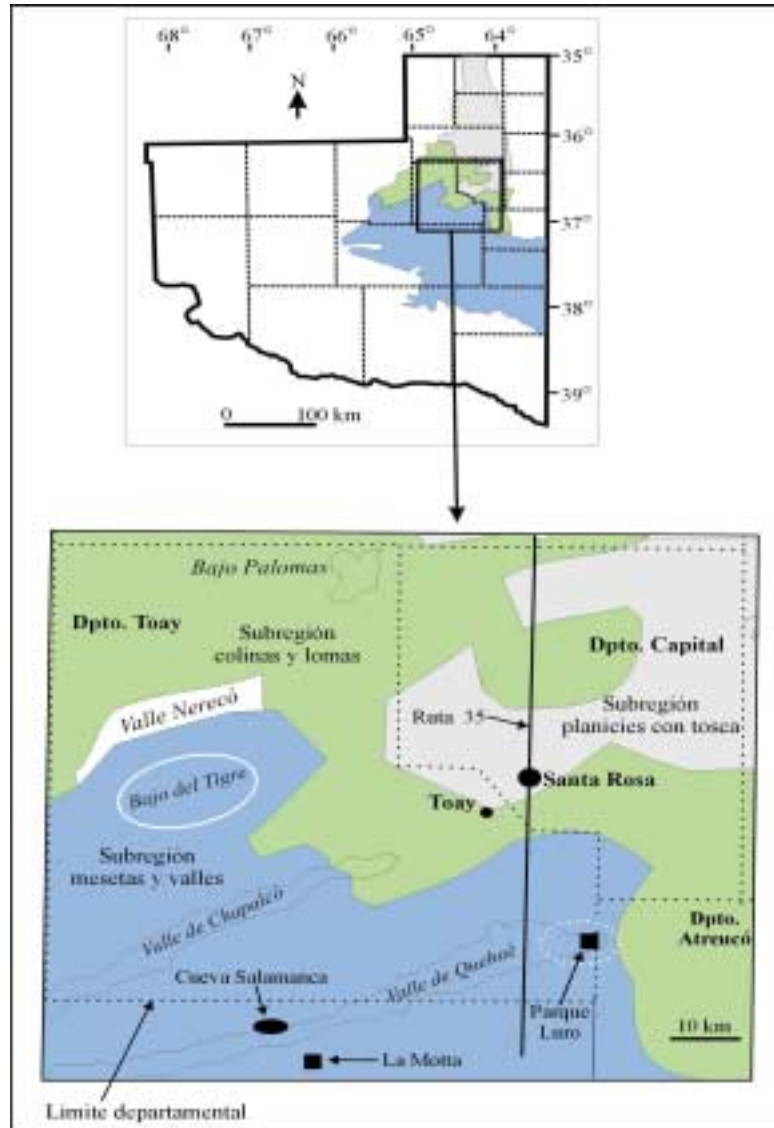 68° 67° 66° 65° 64°
35°
N
36°
37°
38°
0 100 km
39°
Bajo Palomas
Dpto. Toay
Subregión
colinas y lomas
Dpto. Capital
Valle Nerecó
Ruta 35
Subregión
planicies con tosca
Bajo del Tigre
Santa Rosa
Toay
Subregión
mesetas y valles
Valle de Chapalcó
Dpto.
Atreucó
Valle de Quehué
Cueva Salamanca
Parque
Luro
10 km
La Motta
Limite departamental